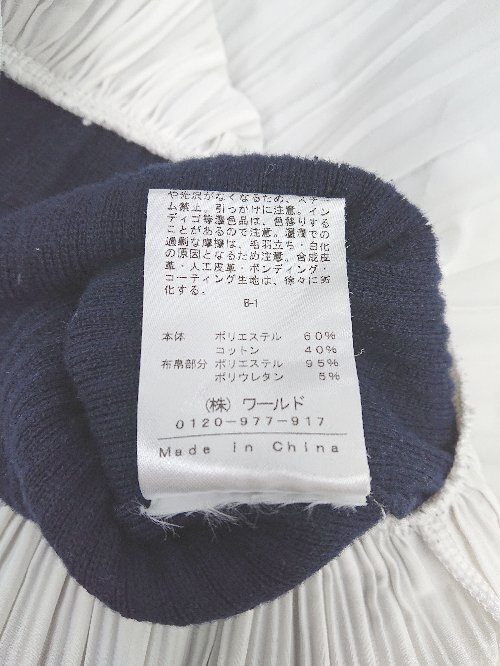 や光沢がなくなるため、スチー
ム禁止。引っかけに注意。イン
ディゴ等濃色品は、色移りする
ことがあるので注意。湿潤での
過剰な摩擦は、毛羽立ち・白化
の原因となるため注意。合成皮
革・人工皮革・ボンディング・
コーティング生地は、徐々に劣
化する。
B-1
本体 ポリエステル 60%
コットン 40%
布帛部分 ポリエステル 95%
ポリウレタン 5%
(株) ワールド
0120-977-917
Made in China